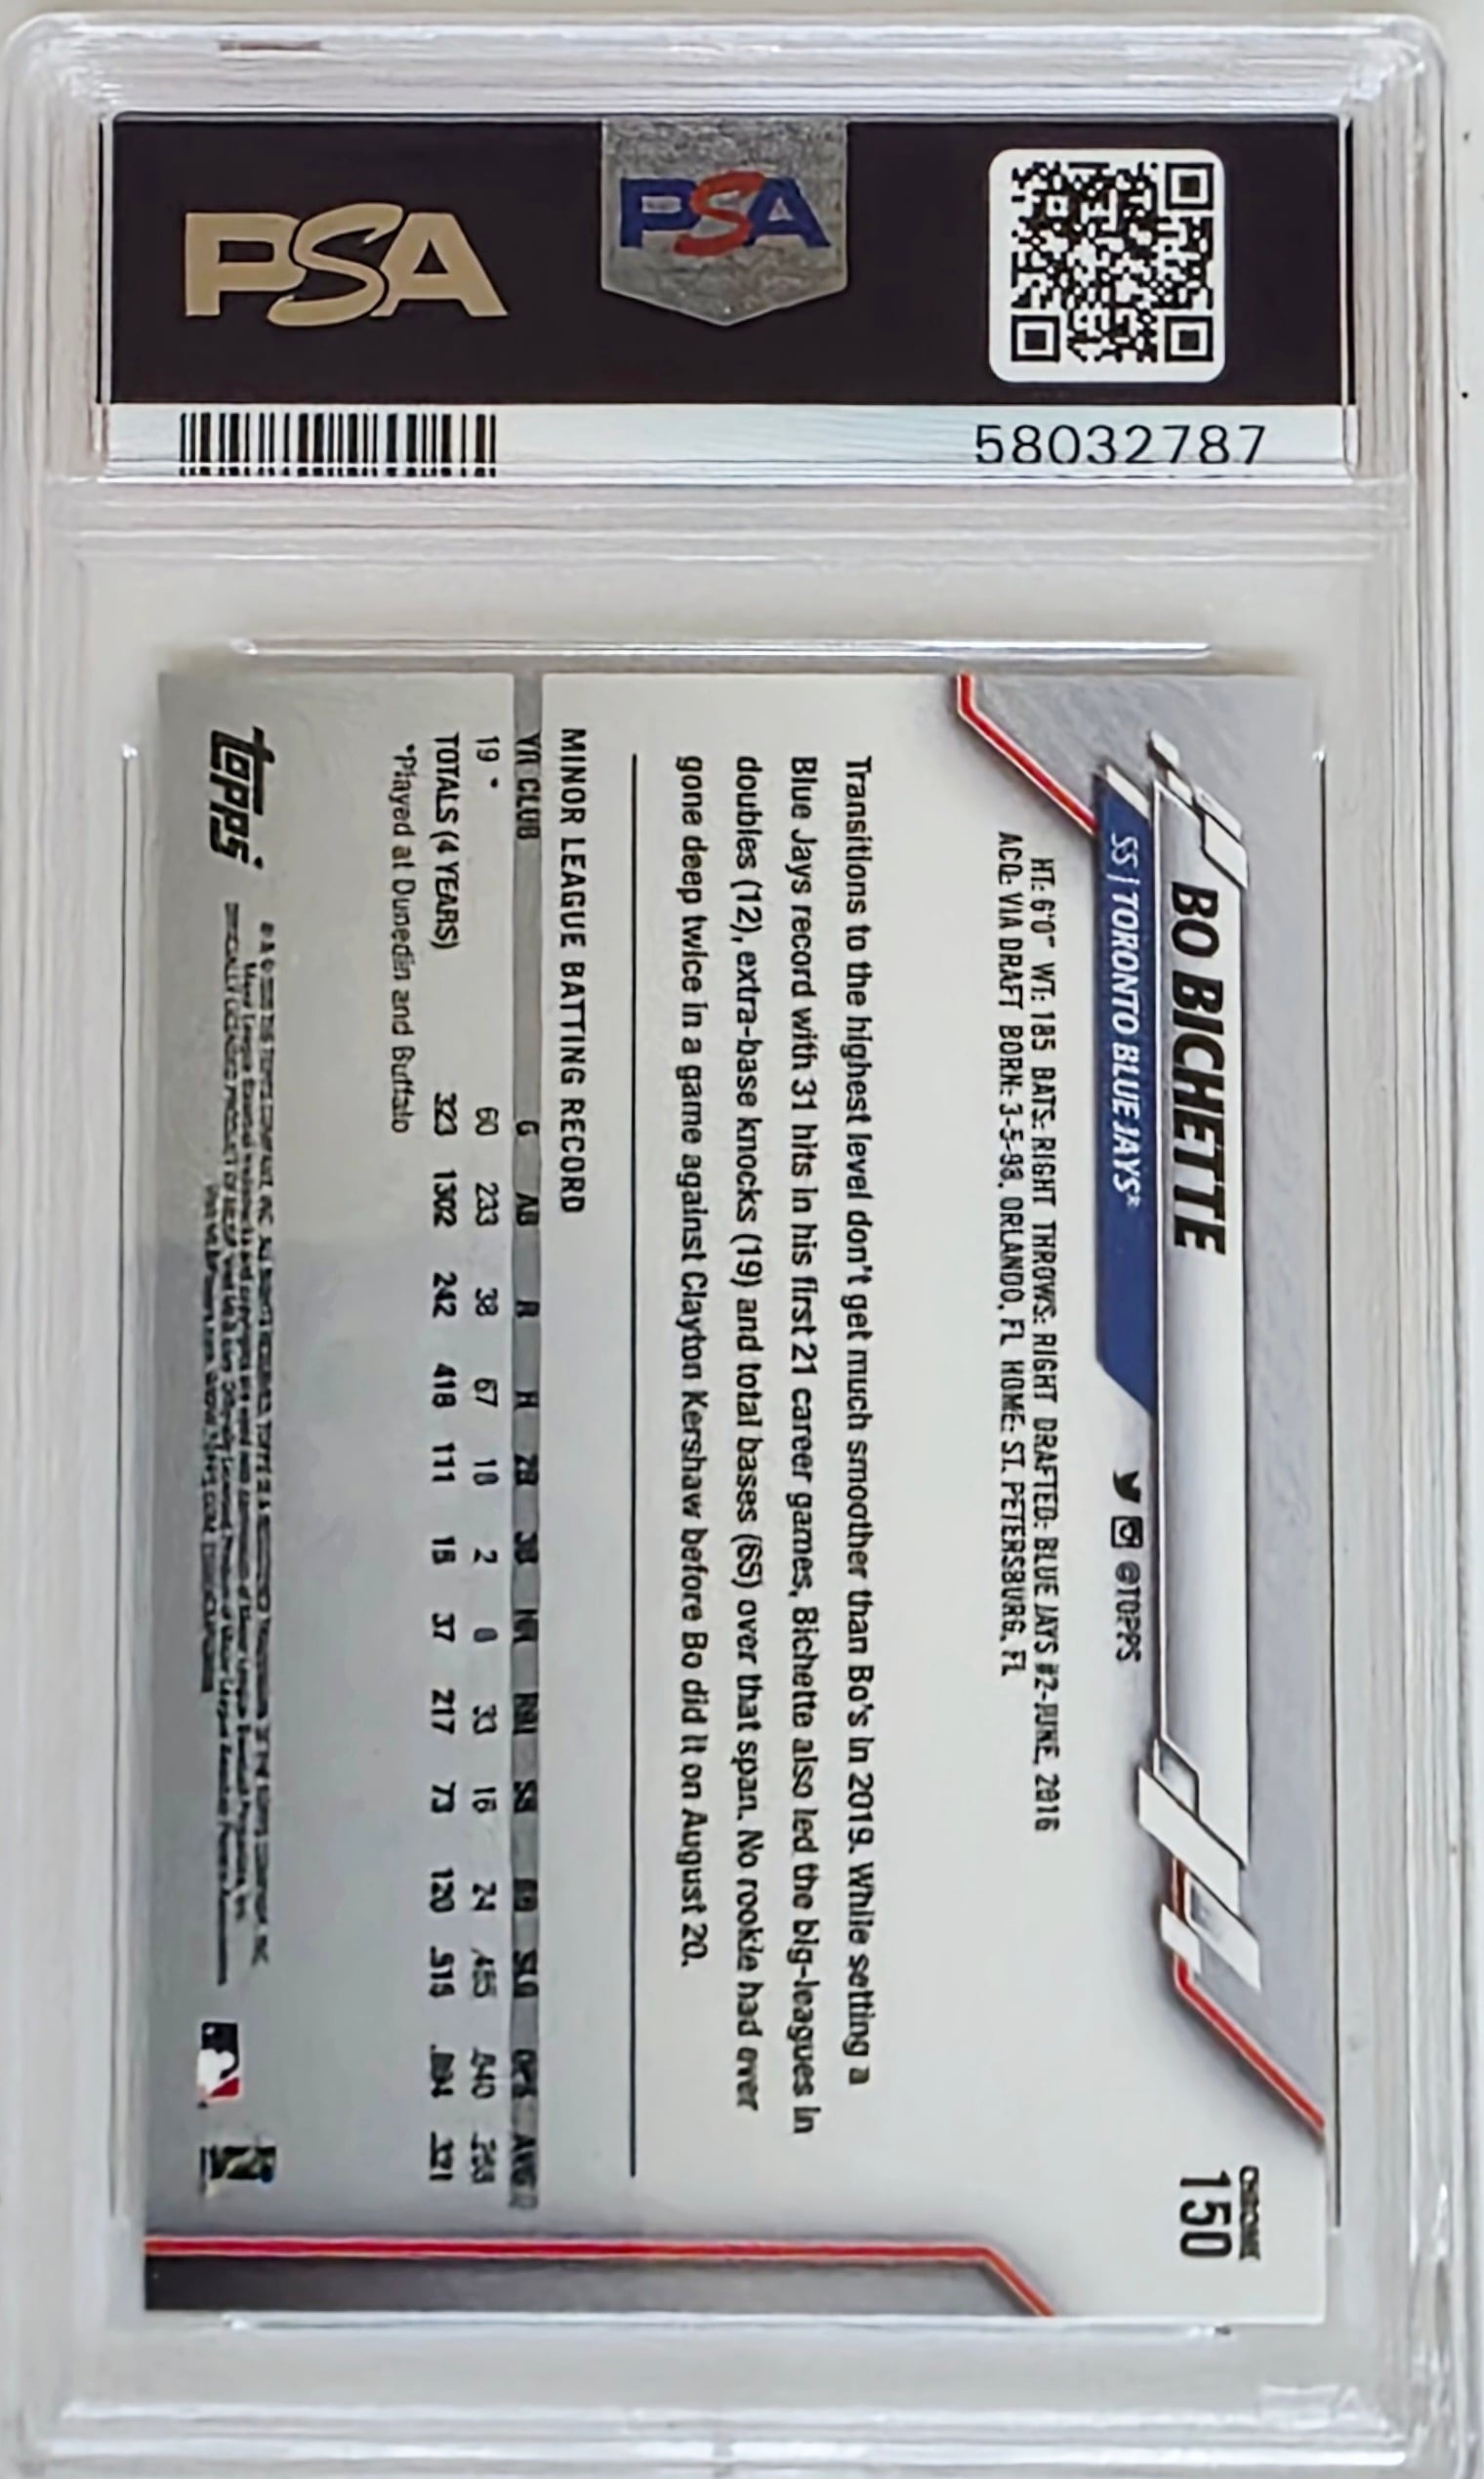 PSA
PSA
58032787
CHROME
150
BO BICHETTE
SS | TORONTO BLUE JAYS®
@TOPPS
HT: 6'0" WT: 185 BATS: RIGHT THROWS: RIGHT DRAFTED: BLUE JAYS #2-JUNE, 2016
ACQ: VIA DRAFT BORN: 3-5-98, ORLANDO, FL HOME: ST. PETERSBURG, FL
Transitions to the highest level don't get much smoother than Bo's in 2019. While setting a
Blue Jays record with 31 hits in his first 21 career games, Bichette also led the big-leagues in
doubles (12), extra-base knocks (19) and total bases (65) over that span. No rookie had ever
gone deep twice in a game against Clayton Kershaw before Bo did it on August 20.
MINOR LEAGUE BATTING RECORD
YR CLUB G AB R H 2B 3B HR RBI SB BB SLG OPS AVG
19 * 60 233 38 67 18 2 8 33 16 24 .485 .840
TOTALS (4 YEARS) 323 1302 242 418 111 15 37 217 73 120 .515 .321
*Played at Dunedin and Buffalo
topps